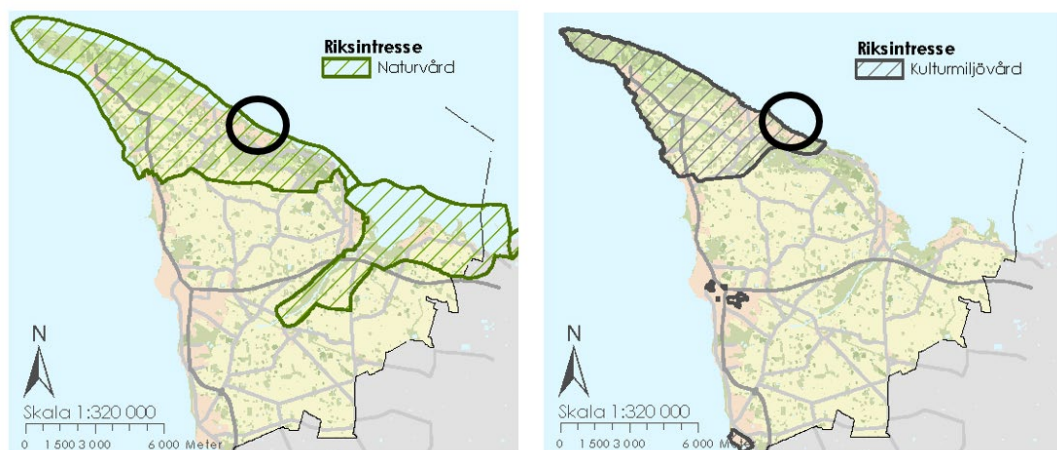 Riksintresse
Naturvård
N
Skala 1:320 000
0 1 500 3 000 6 000 Meter
Riksintresse
Kulturmiljövård
N
Skala 1:320 000
0 1 500 3 000 6 000 Meter